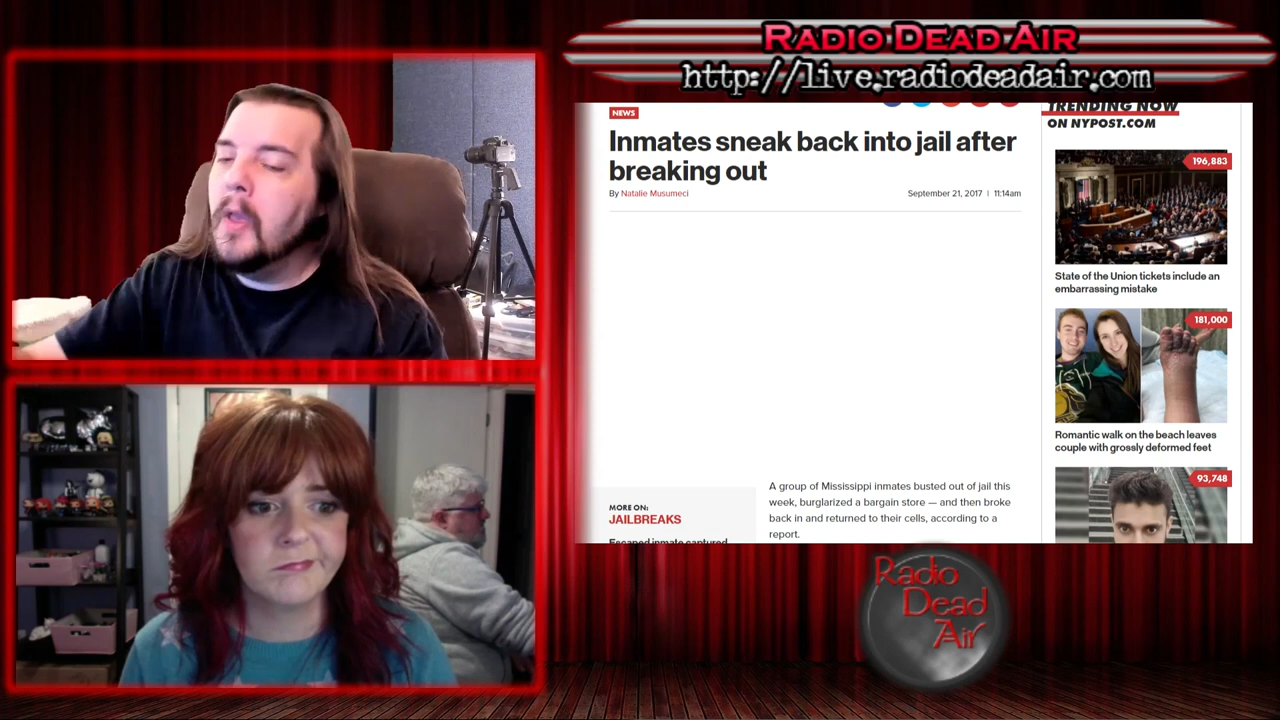 RADIO DEAD AIR
http://live.radiodeadair.com
NEWS
Inmates sneak back into jail after
breaking out
By Natalie Musumeci
September 21, 2017 | 11:14am
A group of Mississippi inmates busted out of jail this
week, burglarized a bargain store — and then broke
back in and returned to their cells, according to a
report.
MORE ON:
JAILBREAKS
Escaped inmate captured
TRENDING NOW
ON NYPOST.COM
196,883
State of the Union tickets include an
embarrassing mistake
181,000
Romantic walk on the beach leaves
couple with grossly deformed feet
93,748
Radio
Dead
Air